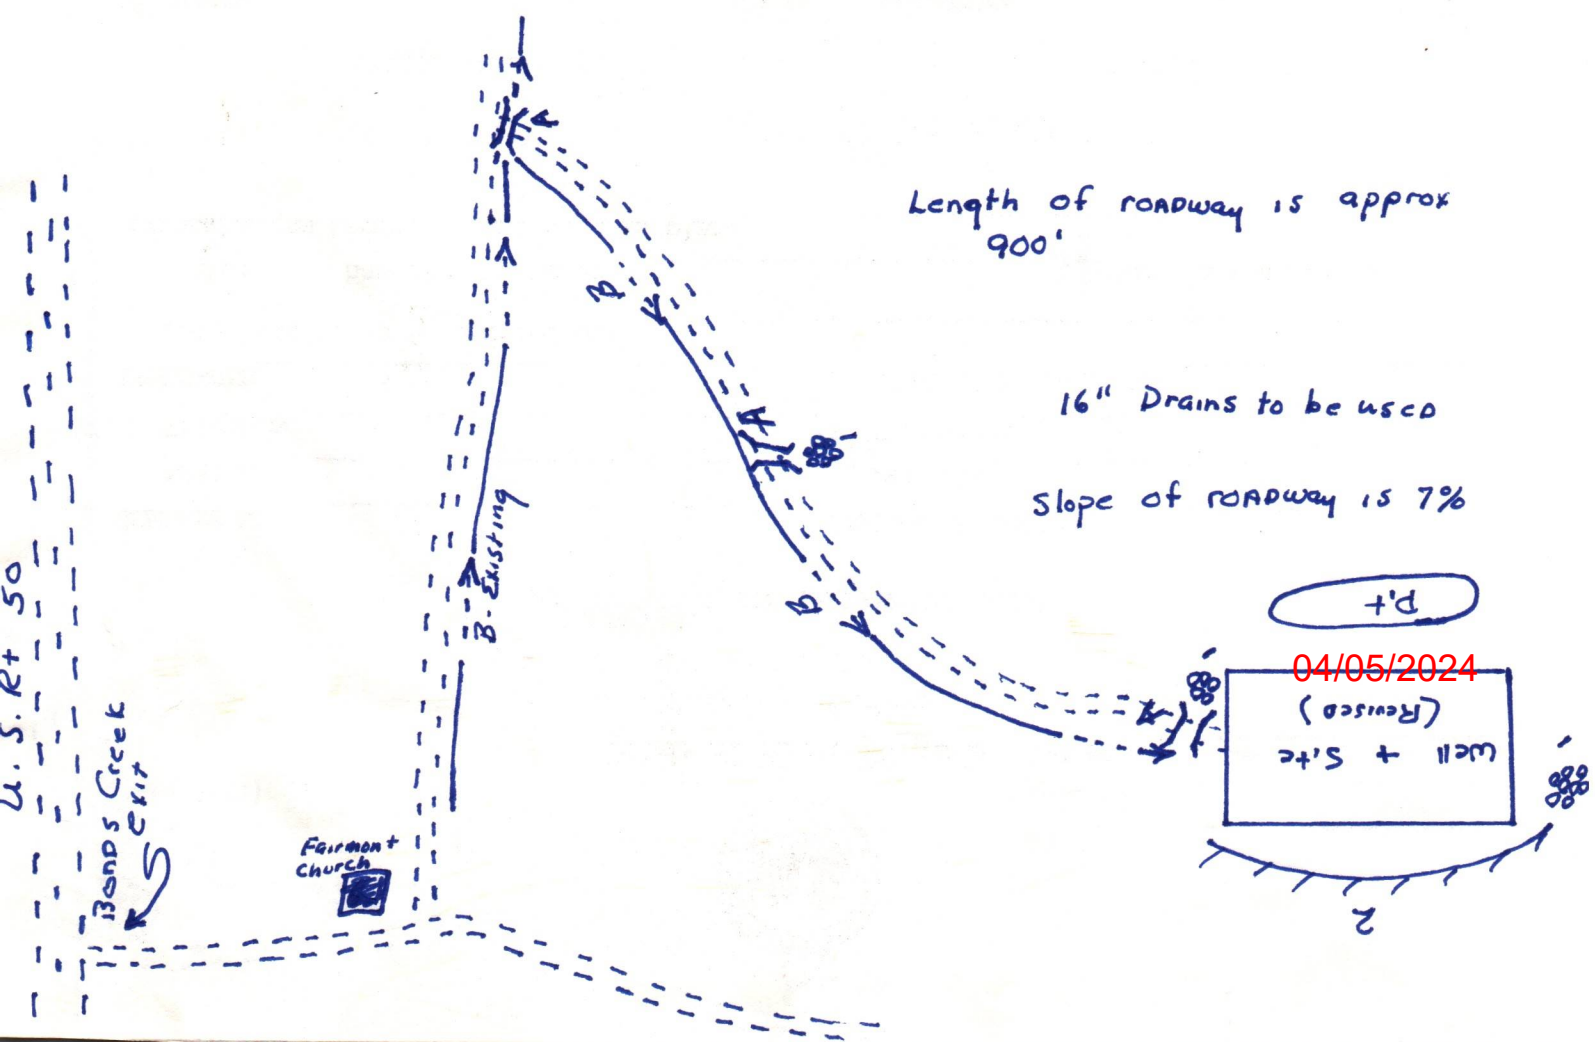 Length of roadway is approx
900'
16" Drains to be used
Slope of roadway is 7%
Pit
04/05/2024
Well + Site
(Revised)
2
A
B
A
B
A
B-Existing
U.S. Rt 50
Bonds Creek
exit
Fairmont
Church